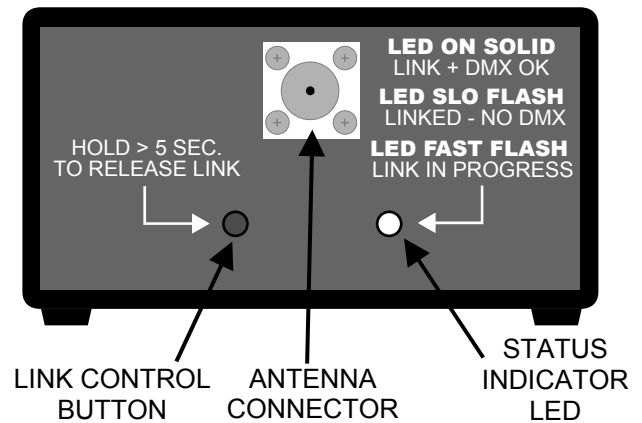 LED ON SOLID
LINK + DMX OK
LED SLO FLASH
LINKED - NO DMX
LED FAST FLASH
LINK IN PROGRESS
HOLD > 5 SEC.
TO RELEASE LINK
LINK CONTROL
BUTTON
ANTENNA
CONNECTOR
STATUS
INDICATOR
LED